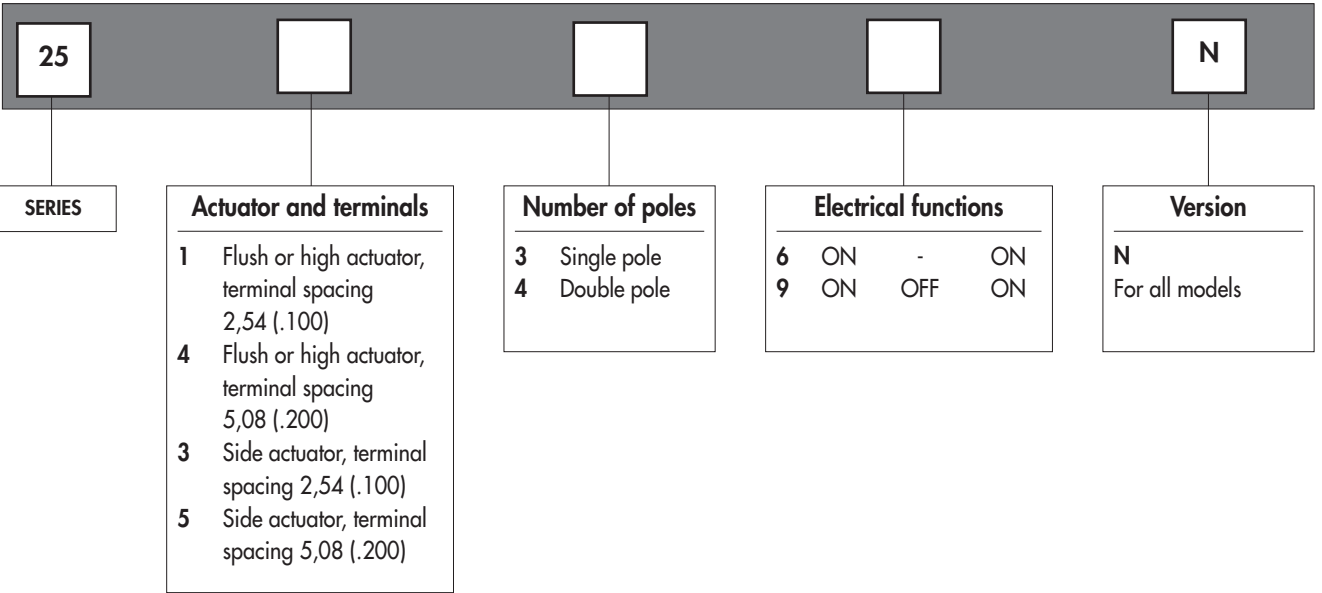 25
N
SERIES
Actuator and terminals
1 Flush or high actuator,
terminal spacing
2,54 (.100)
4 Flush or high actuator,
terminal spacing
5,08 (.200)
3 Side actuator, terminal
spacing 2,54 (.100)
5 Side actuator, terminal
spacing 5,08 (.200)
Number of poles
3 Single pole
4 Double pole
Electrical functions
6 ON - ON
9 ON OFF ON
Version
N
For all models